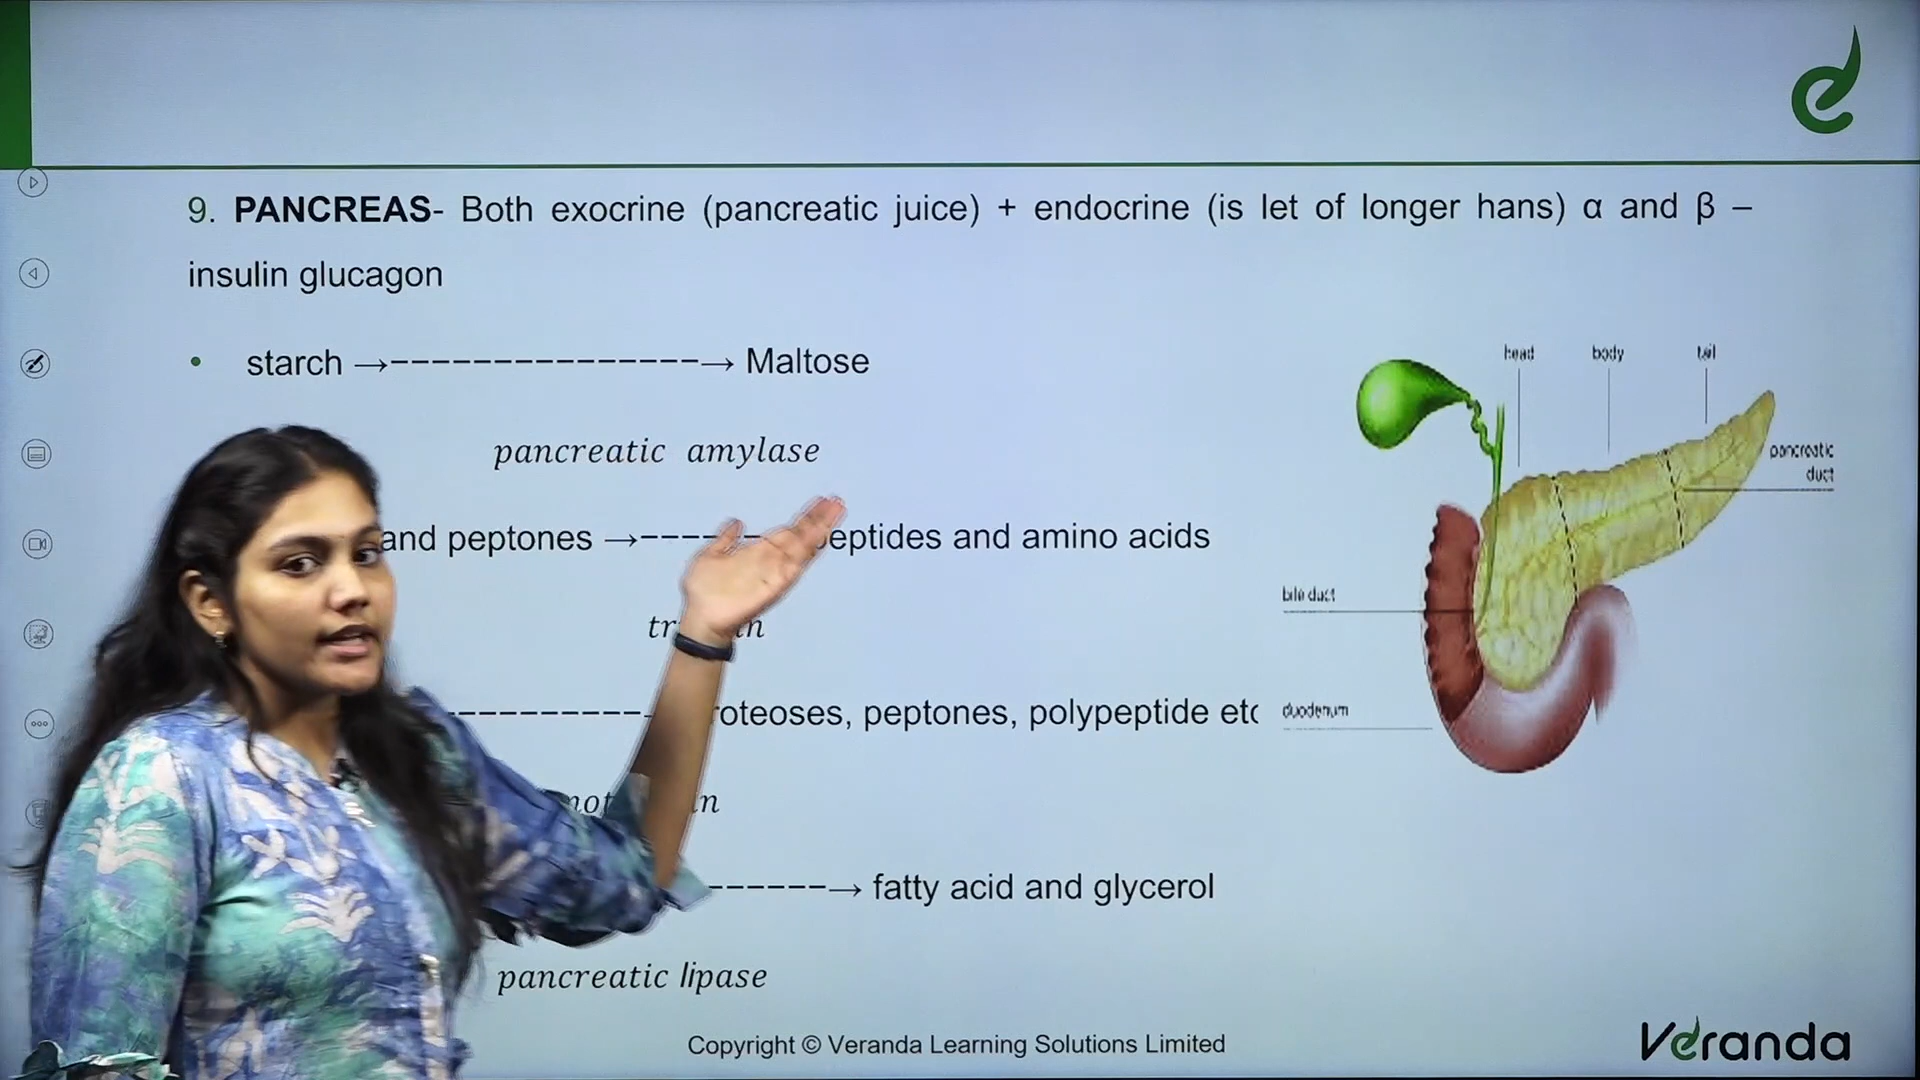 9. PANCREAS- Both exocrine (pancreatic juice) + endocrine (is let of longer hans) α and β –
insulin glucagon
• starch →----------------→ Maltose
pancreatic amylase
and peptones →---- eptides and amino acids
roteoses, peptones, polypeptide etc
------→ fatty acid and glycerol
pancreatic lipase
head body tail
pancreatic
duct
bile duct
duodenum
Copyright © Veranda Learning Solutions Limited
Veranda